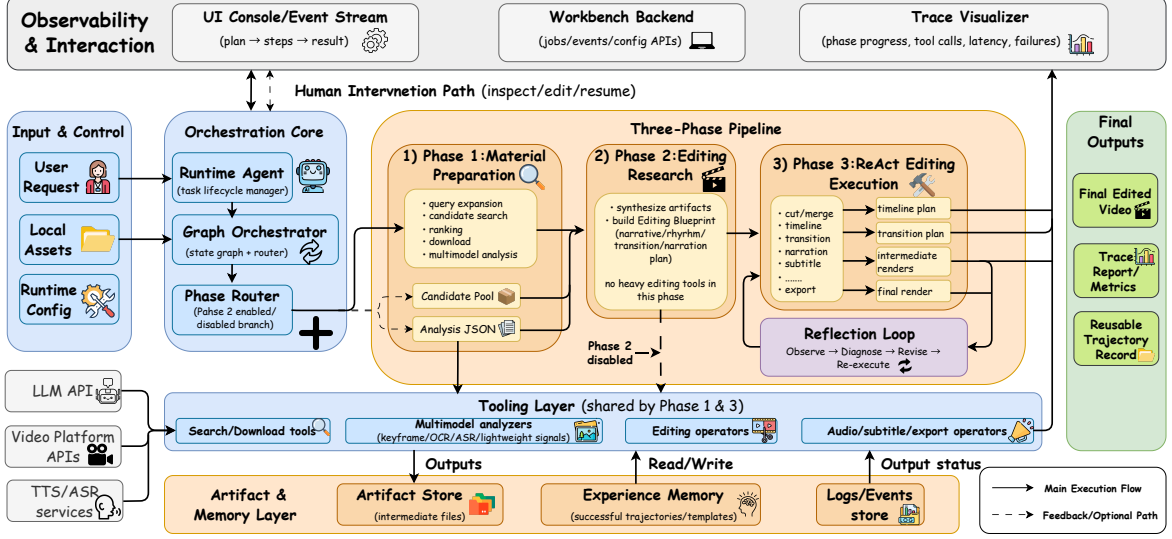 Observability
& Interaction
UI Console/Event Stream
(plan → steps → result)
Workbench Backend
(jobs/events/config APIs)
Trace Visualizer
(phase progress, tool calls, latency, failures)
Human Intervnetion Path (inspect/edit/resume)
Input & Control
User
Request
Local
Assets
Runtime
Config
Orchestration Core
Runtime Agent
(task lifecycle manager)
Graph Orchestrator
(state graph + router)
Phase Router
(Pahse 2 enabled/
disabled branch)
Three-Phase Pipeline
1) Phase 1:Material
Preparation
• query expansion
• candidate search
• ranking
• download
• multimodel analysis
Candidate Pool
Analysis JSON
2) Phase 2:Editing
Research
• synthesize artifacts
• build Editing Blueprint
(narrative/rhyrhm/
transition/narration
plan)
no heavy editing tools in
this phase
Phase 2
disabled
3) Phase 3:ReAct Editing
Execution
• cut/merge
• timeline
• transition
• narration
• subtitle
.......
• export
timeline plan
transition plan
intermediate
renders
final render
Reflection Loop
Observe → Diagnose → Revise →
Re-execute
Final
Outputs
Final Edited
Video
Trace
Report/
Metrics
Reusable
Trajectory
Record
LLM API
Video Platform
APIs
TTS/ASR
services
Tooling Layer (shared by Phase 1 & 3)
Search/Download tools
Multimodel analyzers
(keyframe/OCR/ASR/lightweight signals)
Editing operators
Audio/subtitle/export operators
Outputs
Read/Write
Output status
Artifact &
Memory Layer
Artifact Store
(intermediate files)
Experience Memory
(successful trajectories/templates)
Logs/Events
store
Main Execution Flow
Feedback/Optional Path